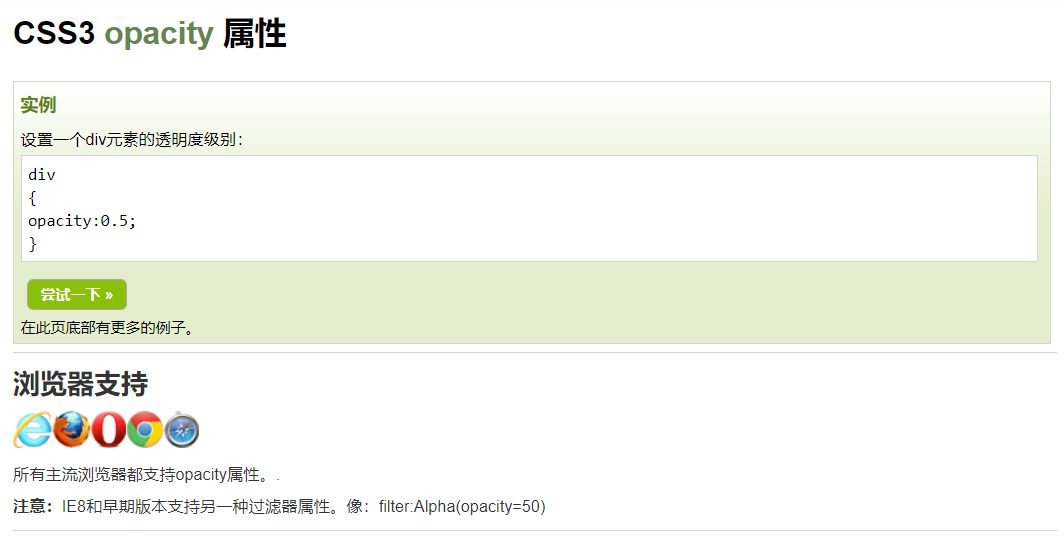 CSS3 opacity 属性
实例
设置一个div元素的透明度级别：
div
{
opacity:0.5;
}
尝试一下 »
在此页底部有更多的例子。
浏览器支持
所有主流浏览器都支持opacity属性。.
注意：IE8和早期版本支持另一种过滤器属性。像：filter:Alpha(opacity=50)